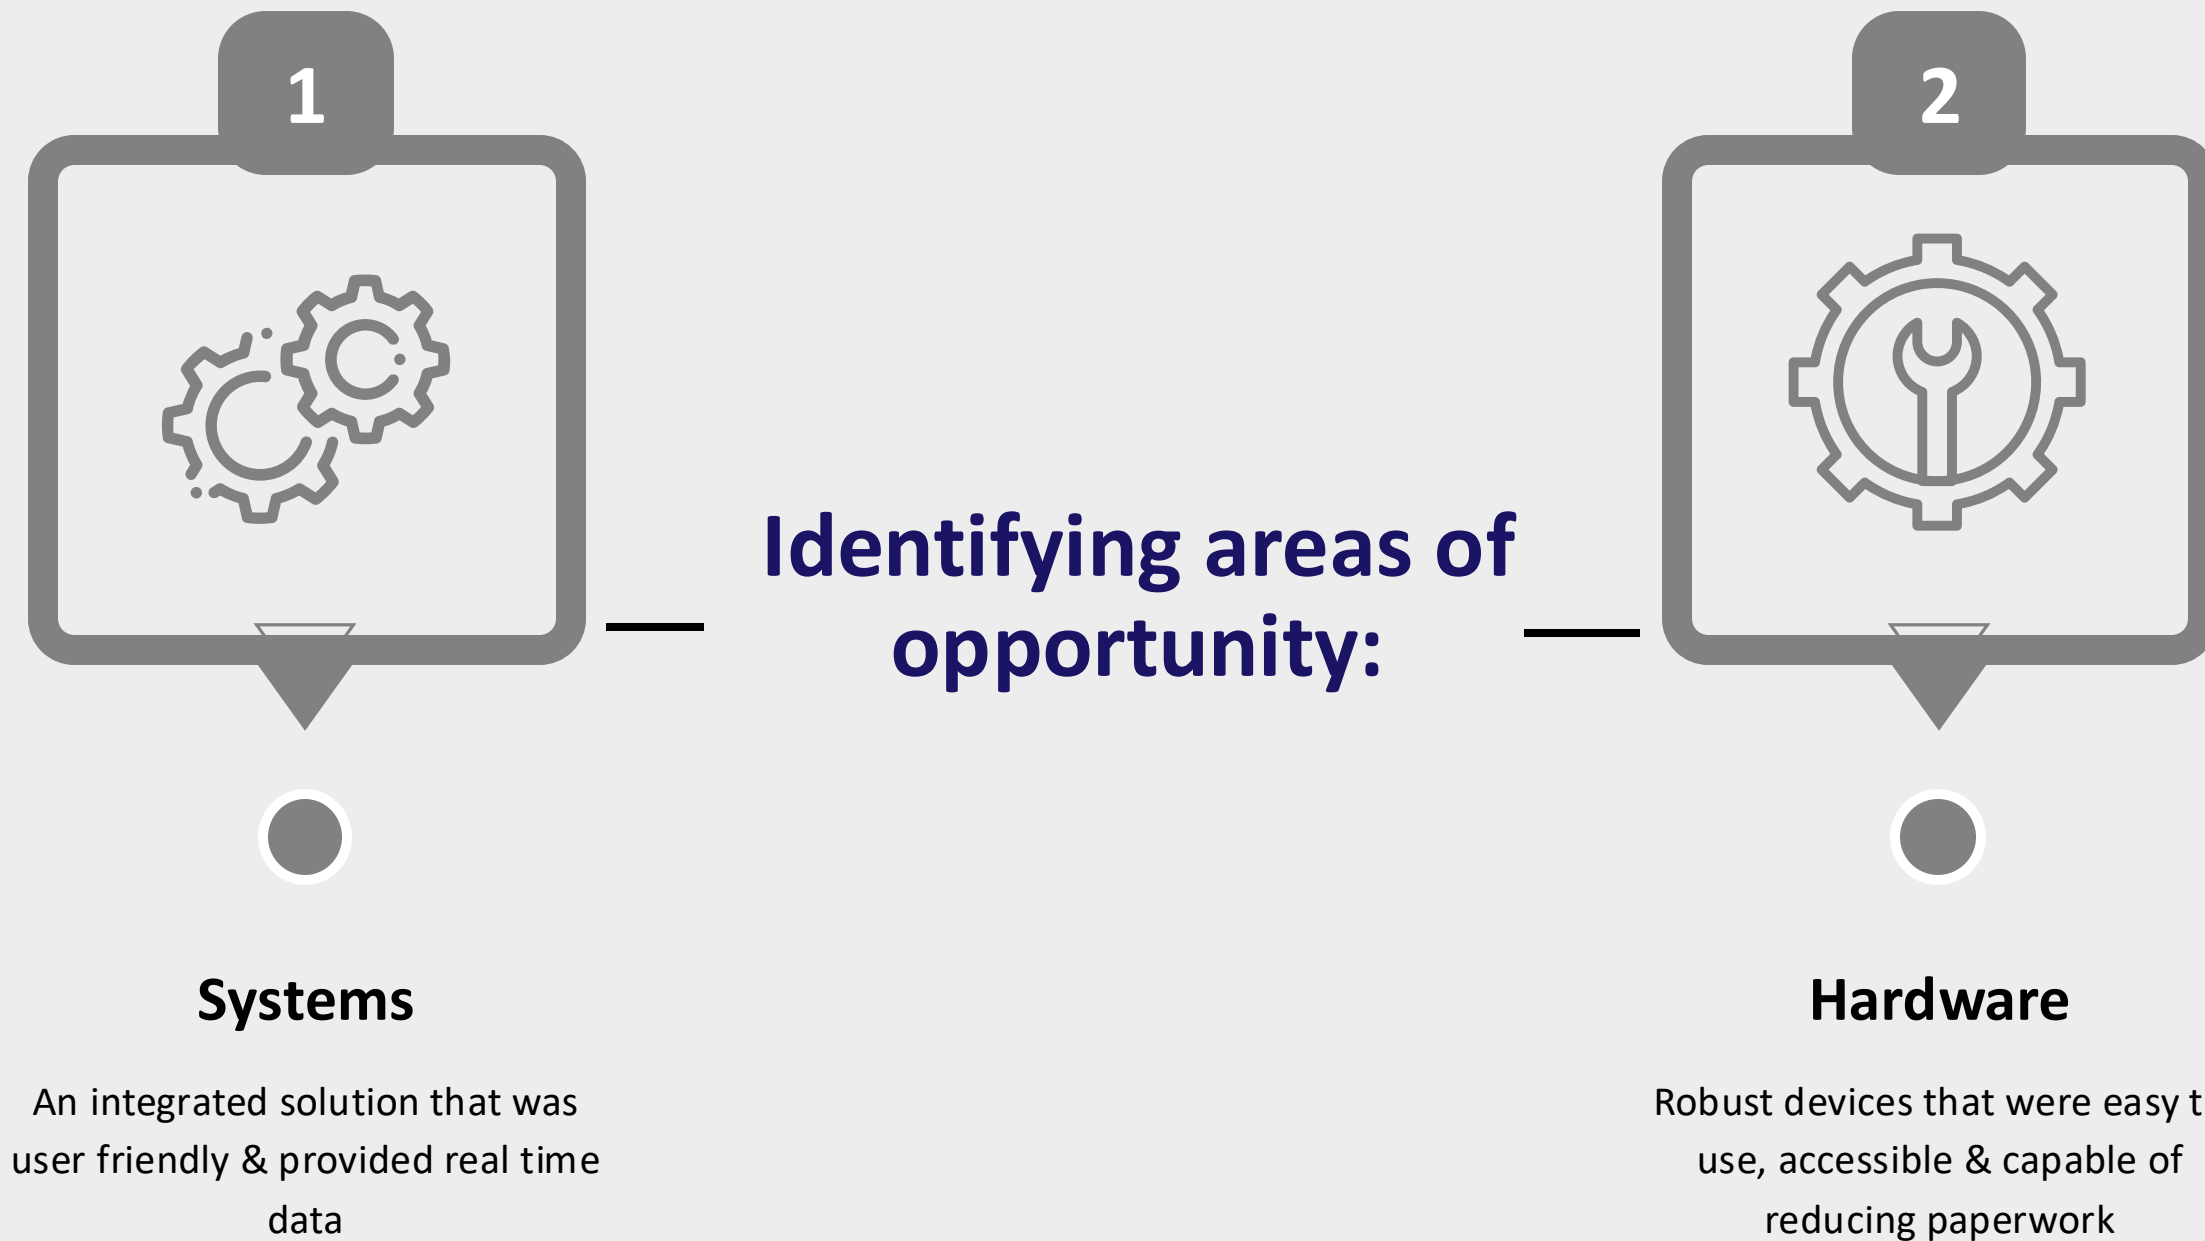 1
2
Identifying areas of
opportunity:
Systems
An integrated solution that was
user friendly & provided real time
data
Hardware
Robust devices that were easy t
use, accessible & capable of
reducing paperwork